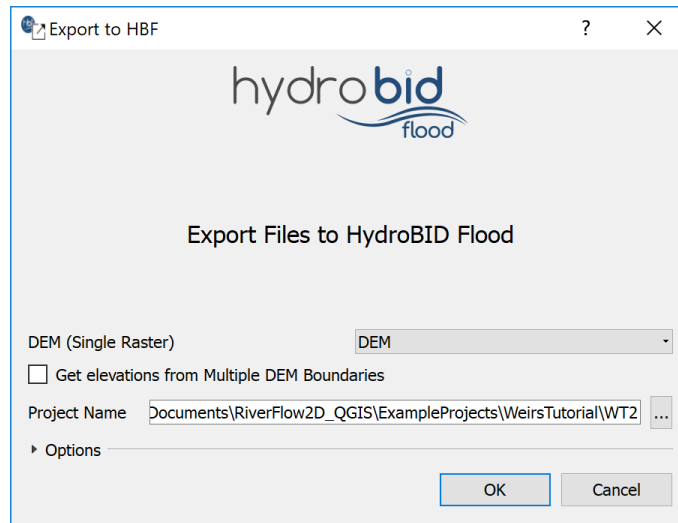 Export to HBF
hydrobid
flood
Export Files to HydroBID Flood
DEM (Single Raster) DEM
Get elevations from Multiple DEM Boundaries
Project Name Documents\RiverFlow2D_QGIS\ExampleProjects\WeirsTutorial\WT2 ...
Options
OK Cancel